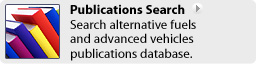 Publications Search
Search alternative fuels
and advanced vehicles
publications database.